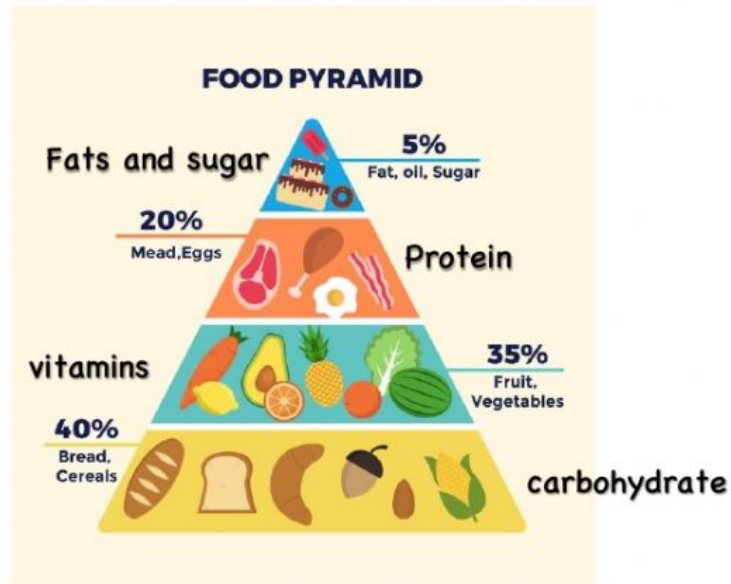 FOOD PYRAMID
Fats and sugar
5%
Fat, oil, Sugar
20%
Mead,Eggs
Protein
vitamins
35%
Fruit,
Vegetables
40%
Bread,
Cereals
carbohydrate